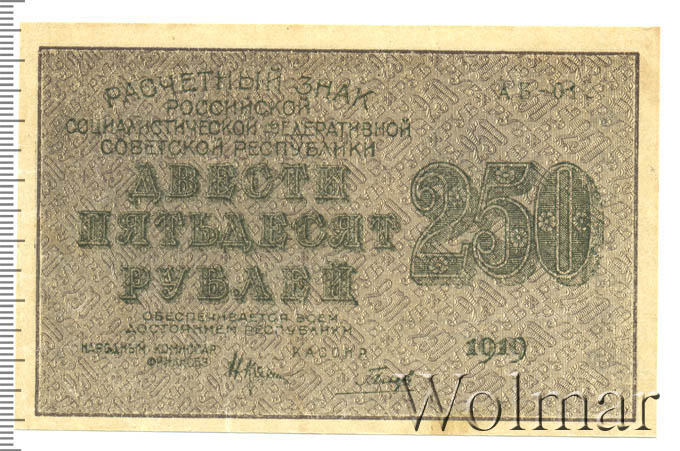 РАСЧЕТНЫЙ ЗНАК
РОССИЙСКОЙ
СОЦИАЛИСТИЧЕСКОЙ ФЕДЕРАТИВНОЙ
СОВЕТСКОЙ РЕСПУБЛИКИ
АБ-01
ДВЕСТИ
ПЯТЬДЕСЯТ
РУБЛЕЙ
250
ОБЕСПЕЧИВАЕТСЯ ВСЕМ
ДОСТОЯНИЕМ РЕСПУБЛИКИ
1919
НАРОДНЫЙ КОМИССАР
ФИНАНСОВ
КАССИР
Wolmar